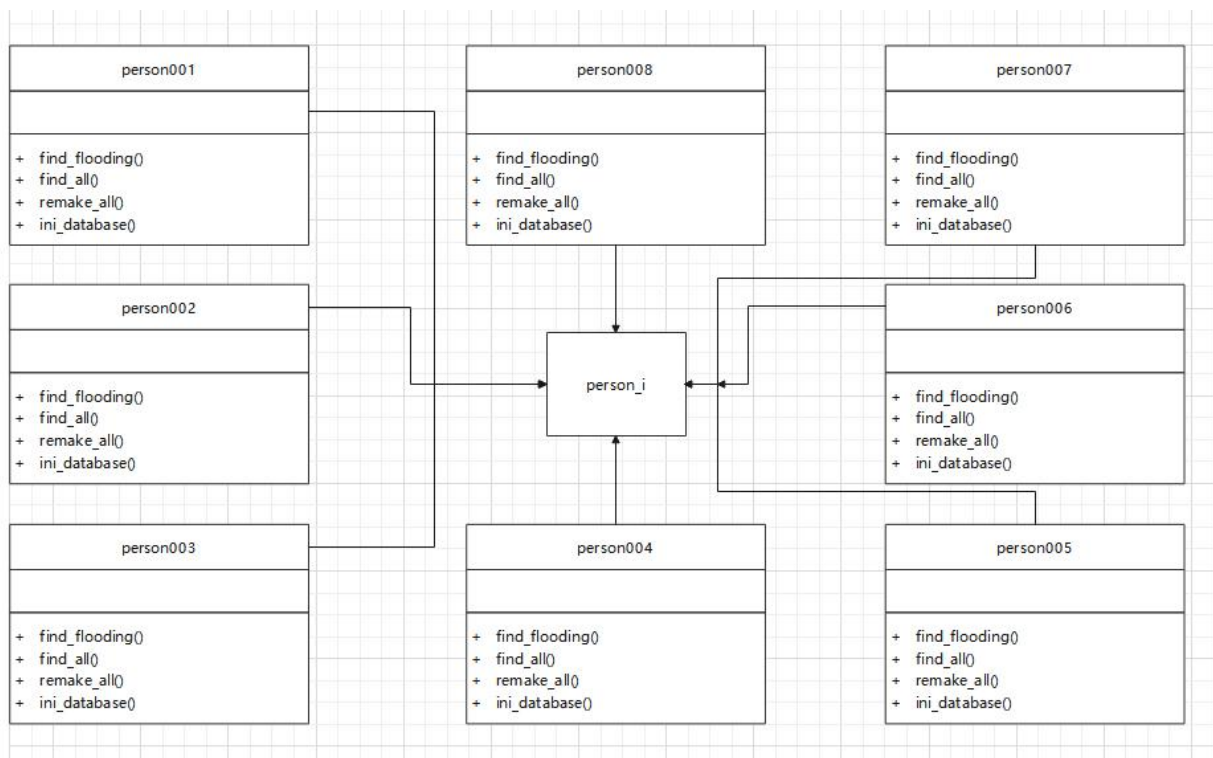 person001
+ find_flooding()
+ find_all()
+ remake_all()
+ ini_database()
person008
+ find_flooding()
+ find_all()
+ remake_all()
+ ini_database()
person007
+ find_flooding()
+ find_all()
+ remake_all()
+ ini_database()
person002
+ find_flooding()
+ find_all()
+ remake_all()
+ ini_database()
person_i
person006
+ find_flooding()
+ find_all()
+ remake_all()
+ ini_database()
person003
+ find_flooding()
+ find_all()
+ remake_all()
+ ini_database()
person004
+ find_flooding()
+ find_all()
+ remake_all()
+ ini_database()
person005
+ find_flooding()
+ find_all()
+ remake_all()
+ ini_database()